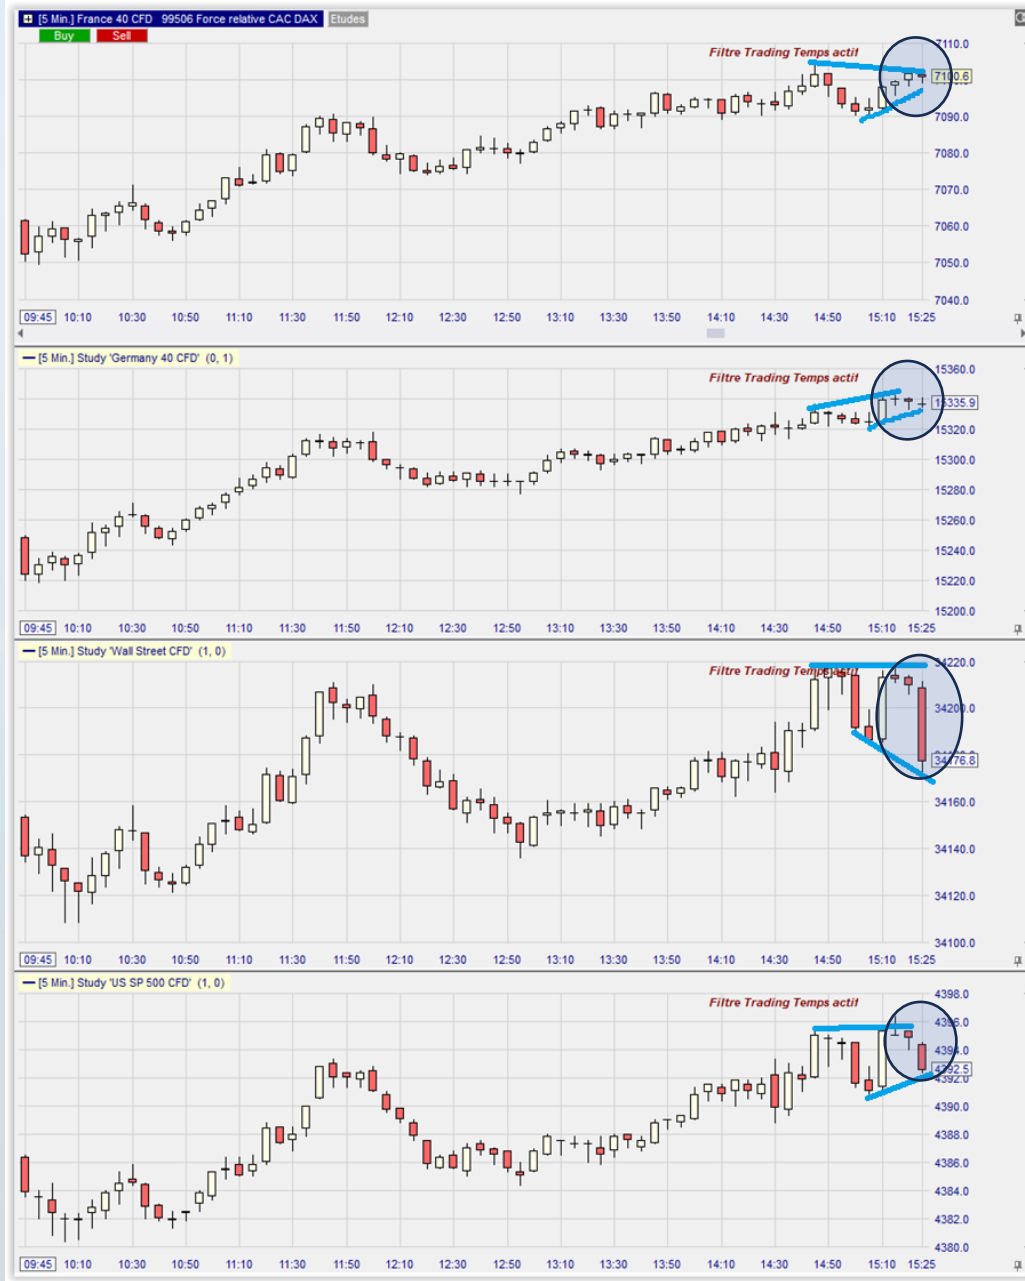 [5 Min.] France 40 CFD 99506 Force relative CAC DAX Etudes
Buy Sell
Filtre Trading Temps actif
7110.0
7100.6
7090.0
7080.0
7070.0
7060.0
7050.0
7040.0
09:45 10:10 10:30 10:50 11:10 11:30 11:50 12:10 12:30 12:50 13:10 13:30 13:50 14:10 14:30 14:50 15:10 15:25
[5 Min.] Study 'Germany 40 CFD' (0, 1)
Filtre Trading Temps actif
15360.0
15335.9
15320.0
15300.0
15280.0
15260.0
15240.0
15220.0
15200.0
09:45 10:10 10:30 10:50 11:10 11:30 11:50 12:10 12:30 12:50 13:10 13:30 13:50 14:10 14:30 14:50 15:10 15:25
[5 Min.] Study 'Wall Street CFD' (1, 0)
Filtre Trading Temps actif
34220.0
34200.0
34176.8
34160.0
34140.0
34120.0
34100.0
09:45 10:10 10:30 10:50 11:10 11:30 11:50 12:10 12:30 12:50 13:10 13:30 13:50 14:10 14:30 14:50 15:10 15:25
[5 Min.] Study 'US SP 500 CFD' (1, 0)
Filtre Trading Temps actif
4398.0
4396.0
4394.0
4392.5
4392.0
4390.0
4388.0
4386.0
4384.0
4382.0
4380.0
09:45 10:10 10:30 10:50 11:10 11:30 11:50 12:10 12:30 12:50 13:10 13:30 13:50 14:10 14:30 14:50 15:10 15:25